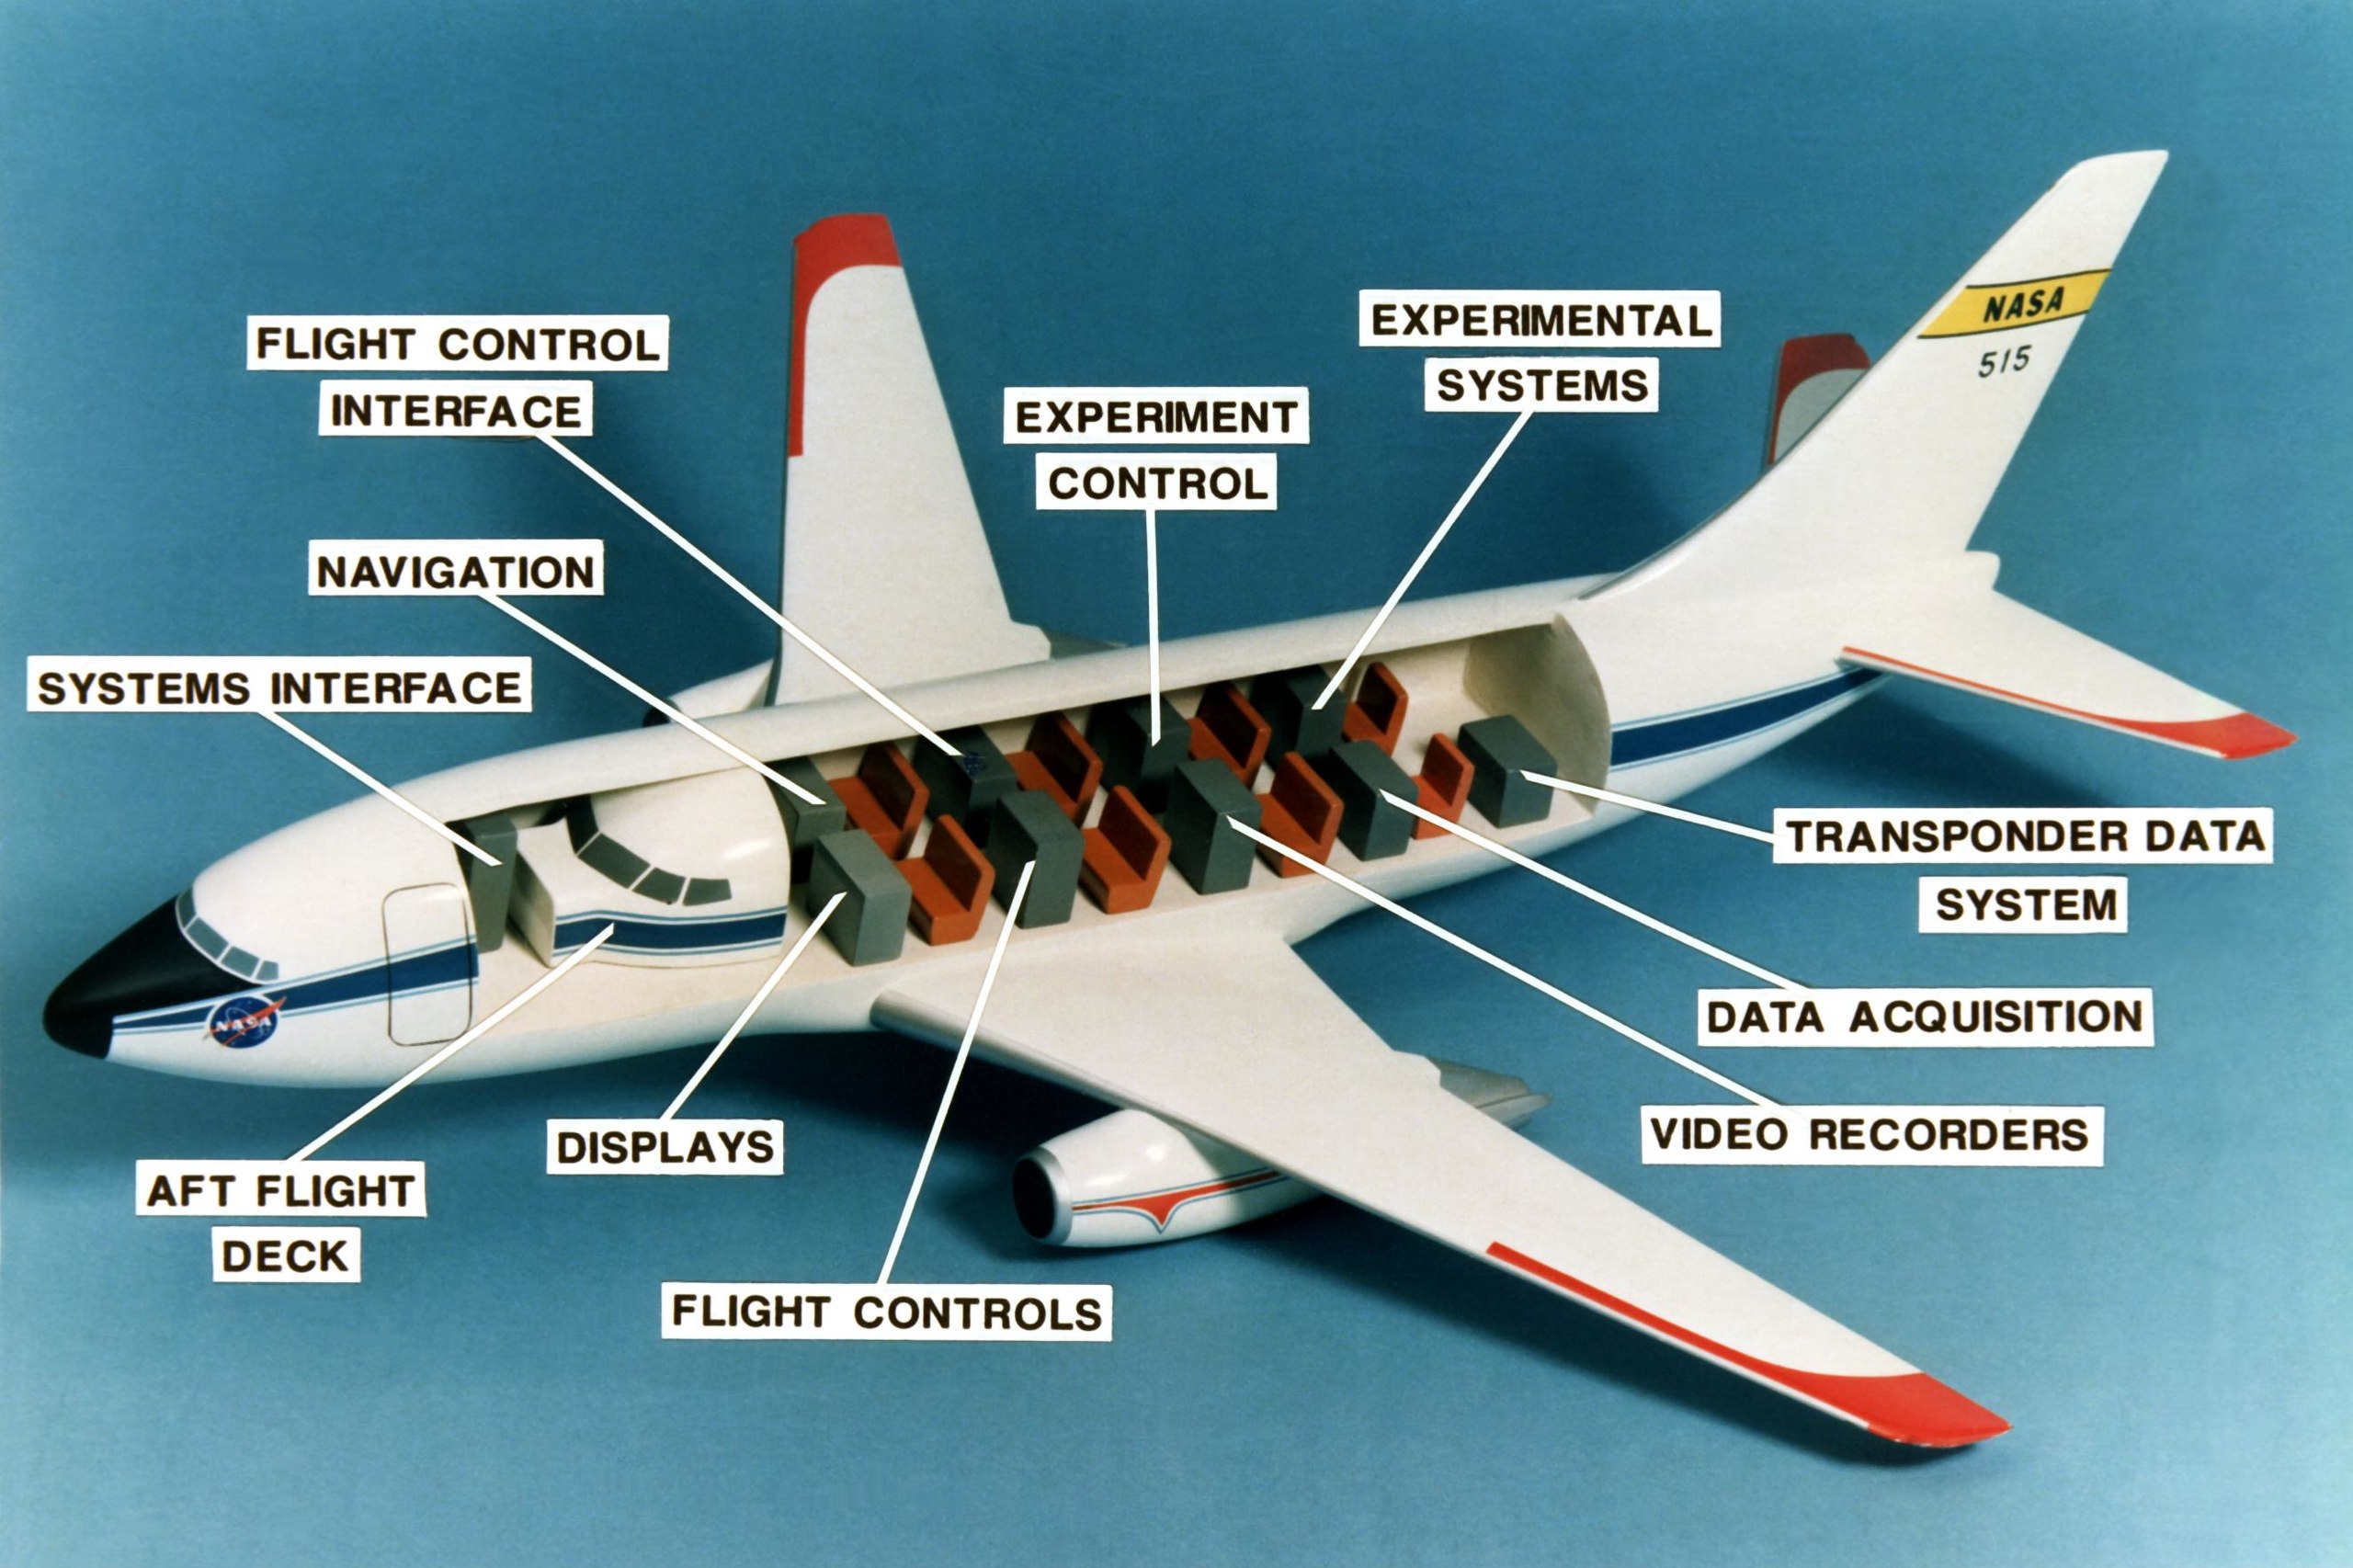 NASA
515
EXPERIMENTAL
SYSTEMS
FLIGHT CONTROL
INTERFACE
EXPERIMENT
CONTROL
NAVIGATION
SYSTEMS INTERFACE
TRANSPONDER DATA
SYSTEM
NASA
DATA ACQUISITION
VIDEO RECORDERS
DISPLAYS
AFT FLIGHT
DECK
FLIGHT CONTROLS